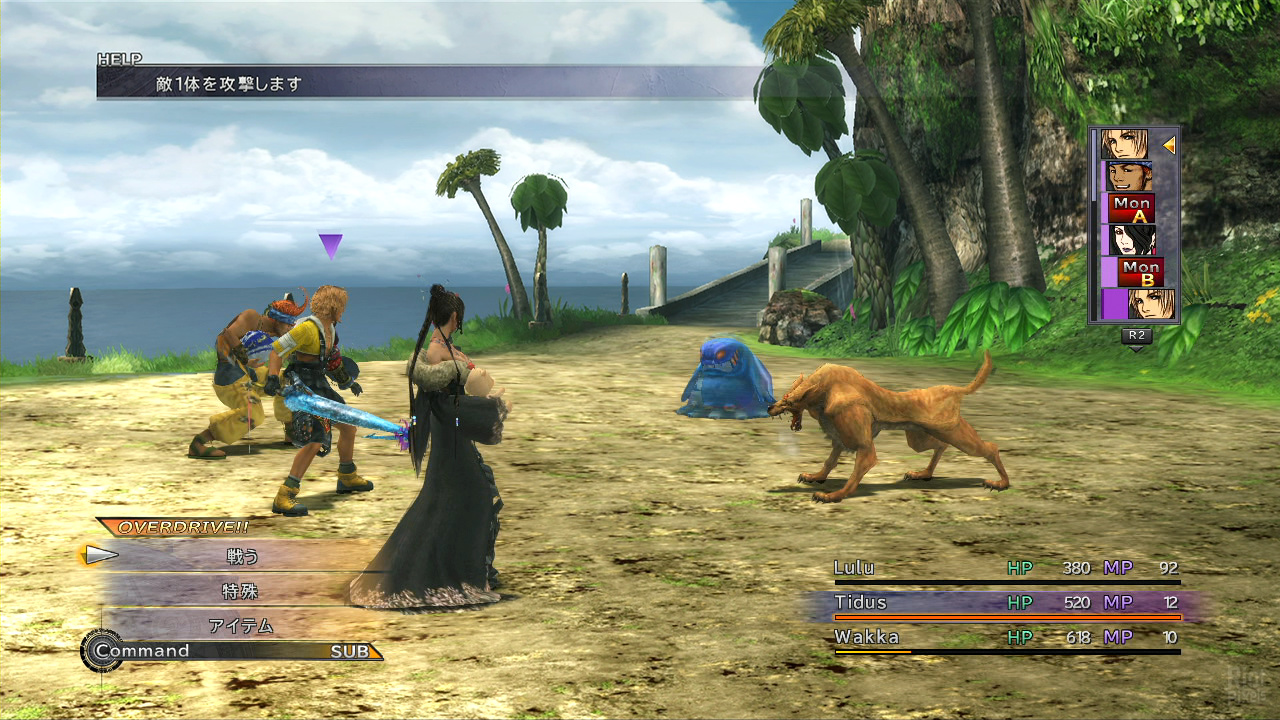 HELP
敵1体を攻撃します
Mon
A
Mon
B
R2
OVERDRIVE!!
戦う
特殊
アイテム
Command SUB
Lulu HP 380 MP 92
Tidus HP 520 MP 12
Wakka HP 618 MP 10